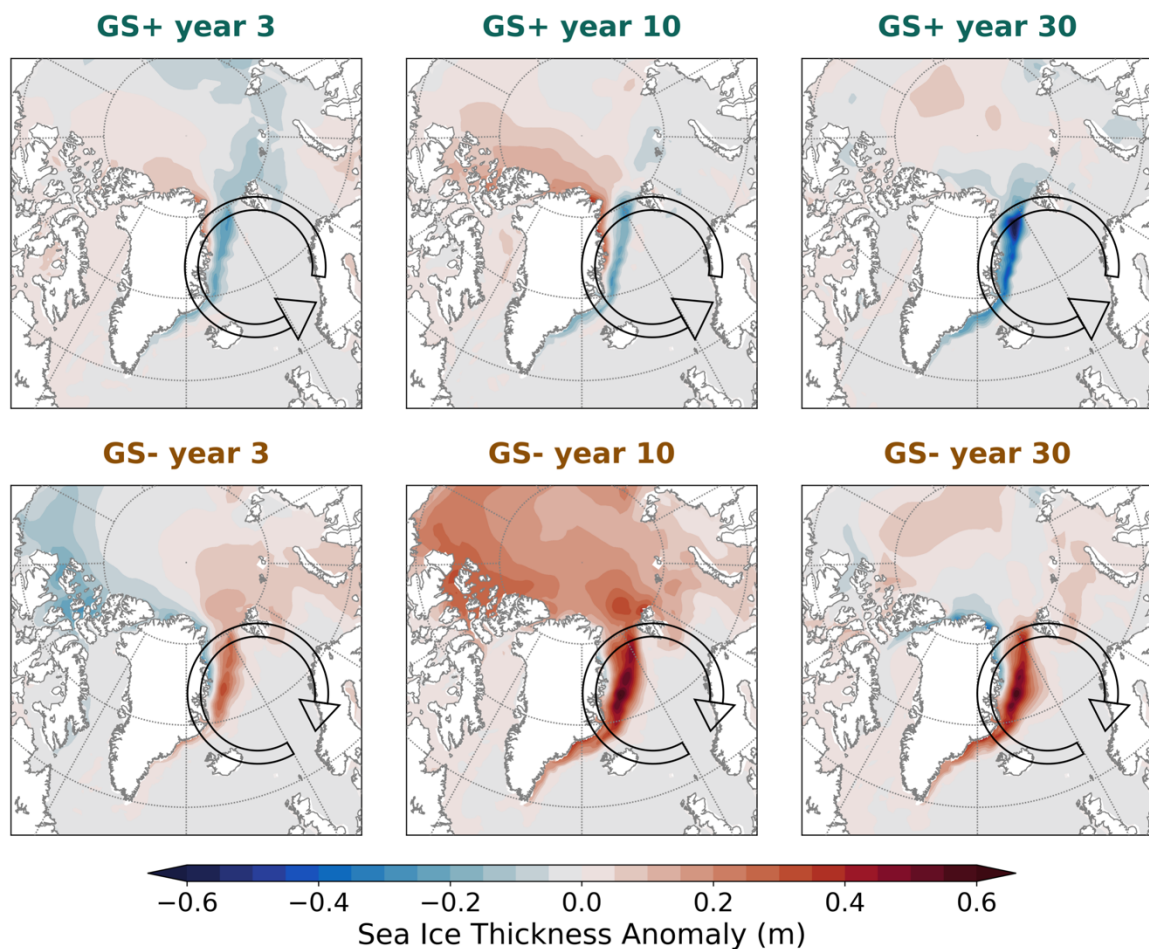 GS+ year 3
GS+ year 10
GS+ year 30
GS- year 3
GS- year 10
GS- year 30
−0.6 −0.4 −0.2 0.0 0.2 0.4 0.6
Sea Ice Thickness Anomaly (m)